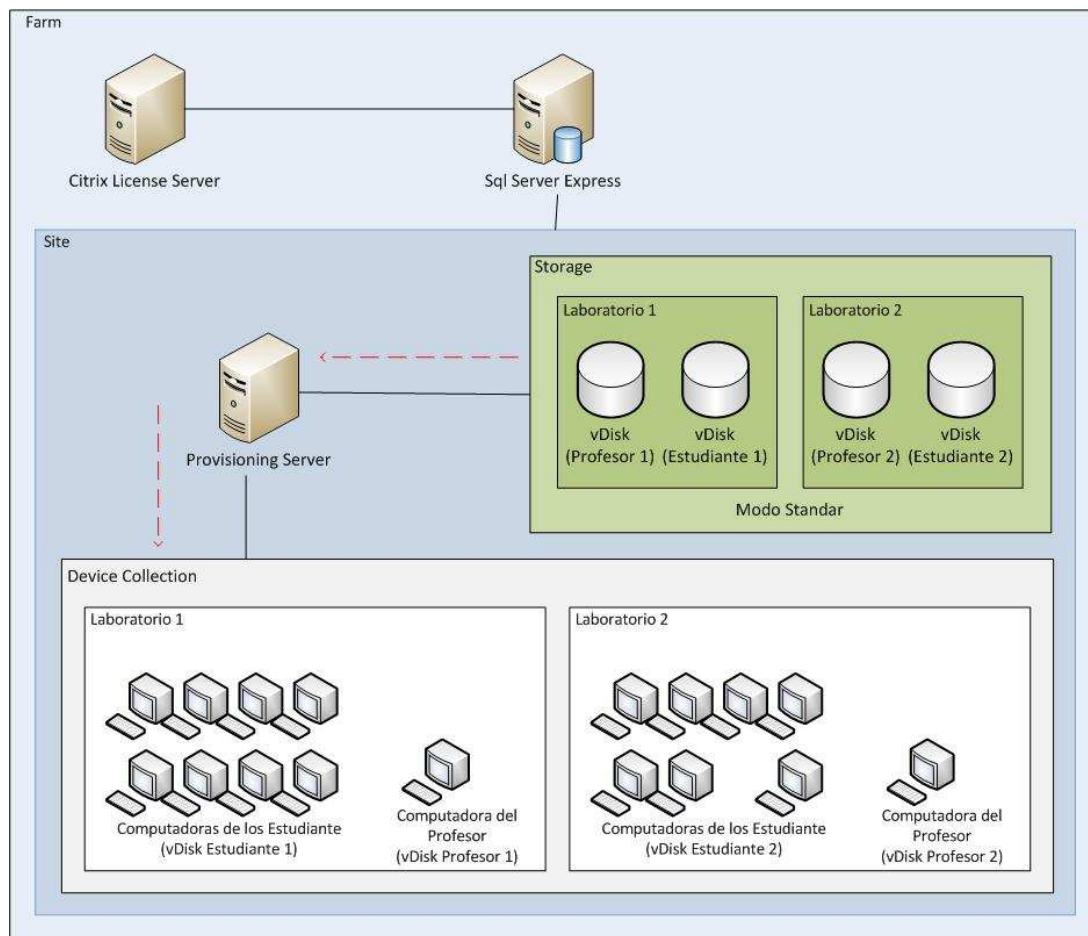 Farm
Citrix License Server
Sql Server Express
Site
Storage
Laboratorio 1
Laboratorio 2
vDisk
(Profesor 1)
vDisk
(Estudiante 1)
vDisk
(Profesor 2)
vDisk
(Estudiante 2)
Modo Standar
Provisioning Server
Device Collection
Laboratorio 1
Computadoras de los Estudiante
(vDisk Estudiante 1)
Computadora del
Profesor
(vDisk Profesor 1)
Laboratorio 2
Computadoras de los Estudiante
(vDisk Estudiante 2)
Computadora del
Profesor
(vDisk Profesor 2)